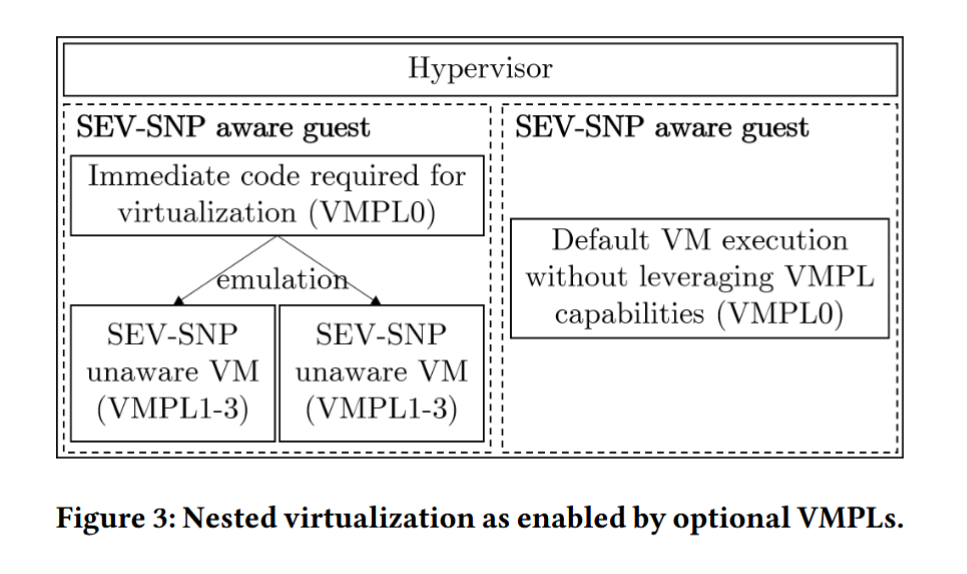 Hypervisor
SEV-SNP aware guest
Immediate code required for
virtualization (VMPL0)
emulation
SEV-SNP
unaware VM
(VMPL1-3)
SEV-SNP
unaware VM
(VMPL1-3)
SEV-SNP aware guest
Default VM execution
without leveraging VMPL
capabilities (VMPL0)
Figure 3: Nested virtualization as enabled by optional VMPLs.